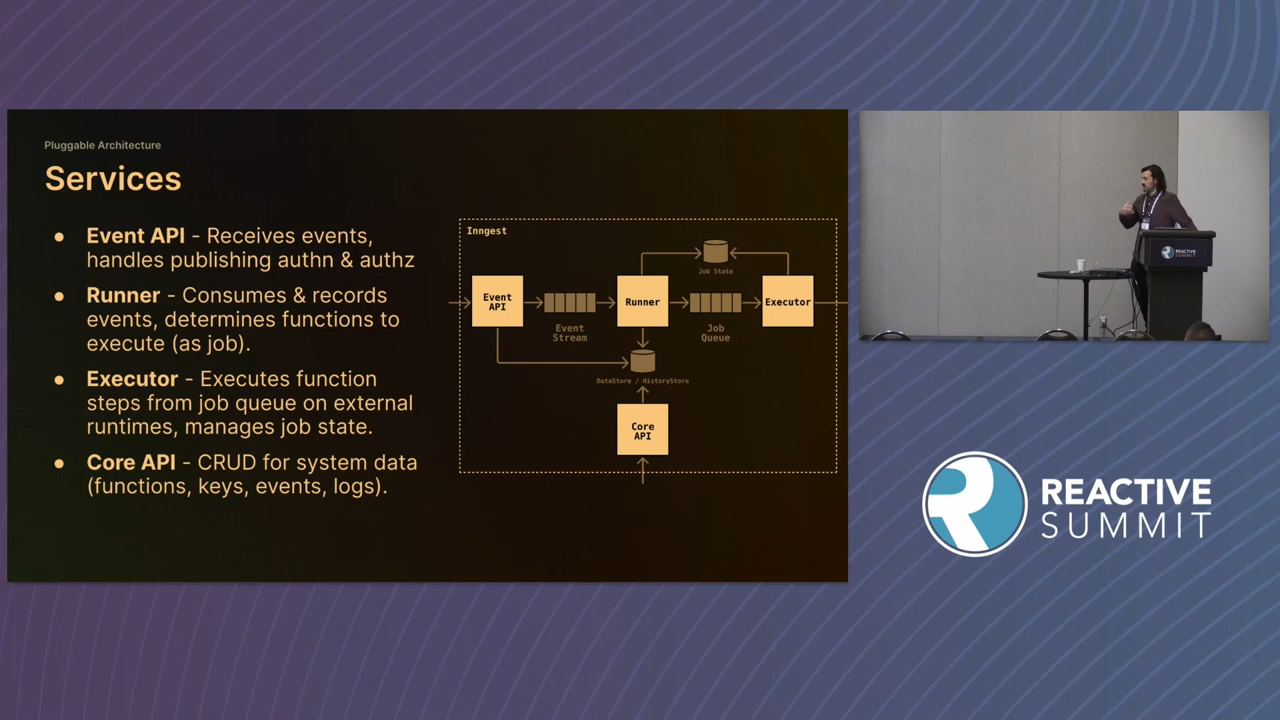 Pluggable Architecture
Services
● Event API - Receives events,
handles publishing authn & authz
● Runner - Consumes & records
events, determines functions to
execute (as job).
● Executor - Executes function
steps from job queue on external
runtimes, manages job state.
● Core API - CRUD for system data
(functions, keys, events, logs).
Inngest
Job State
Event
API
Runner
Executor
Event
Stream
Job
Queue
DataStore / HistoryStore
Core
API
REACTIVE
SUMMIT
REACTIVE
SUMMIT